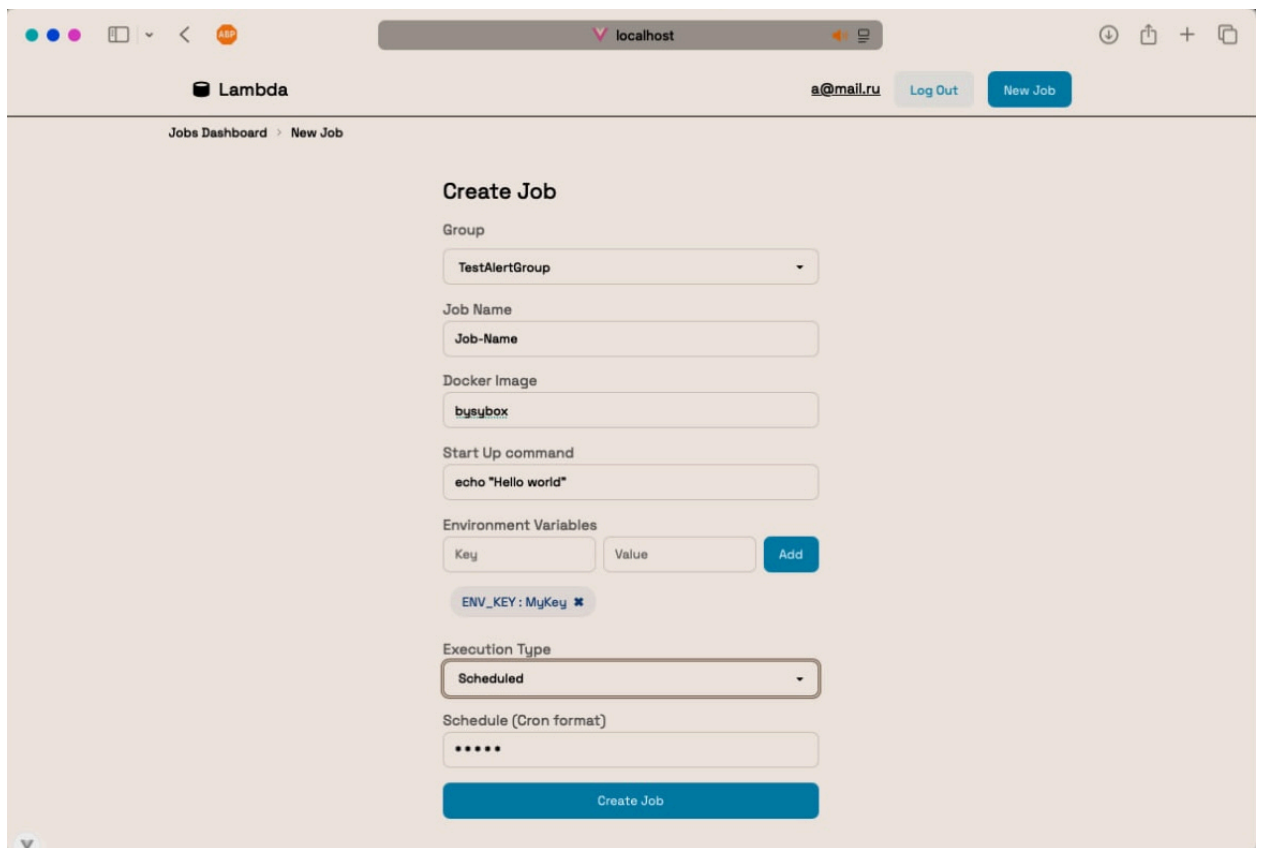 ABP
localhost
Lambda
a@mail.ru Log Out New Job
Jobs Dashboard > New Job
Create Job
Group
TestAlertGroup
Job Name
Job-Name
Docker Image
bysybox
Start Up command
echo "Hello world"
Environment Variables
Key Value Add
ENV_KEY : MyKey ✖
Execution Type
Scheduled
Schedule (Cron format)
* * * * *
Create Job